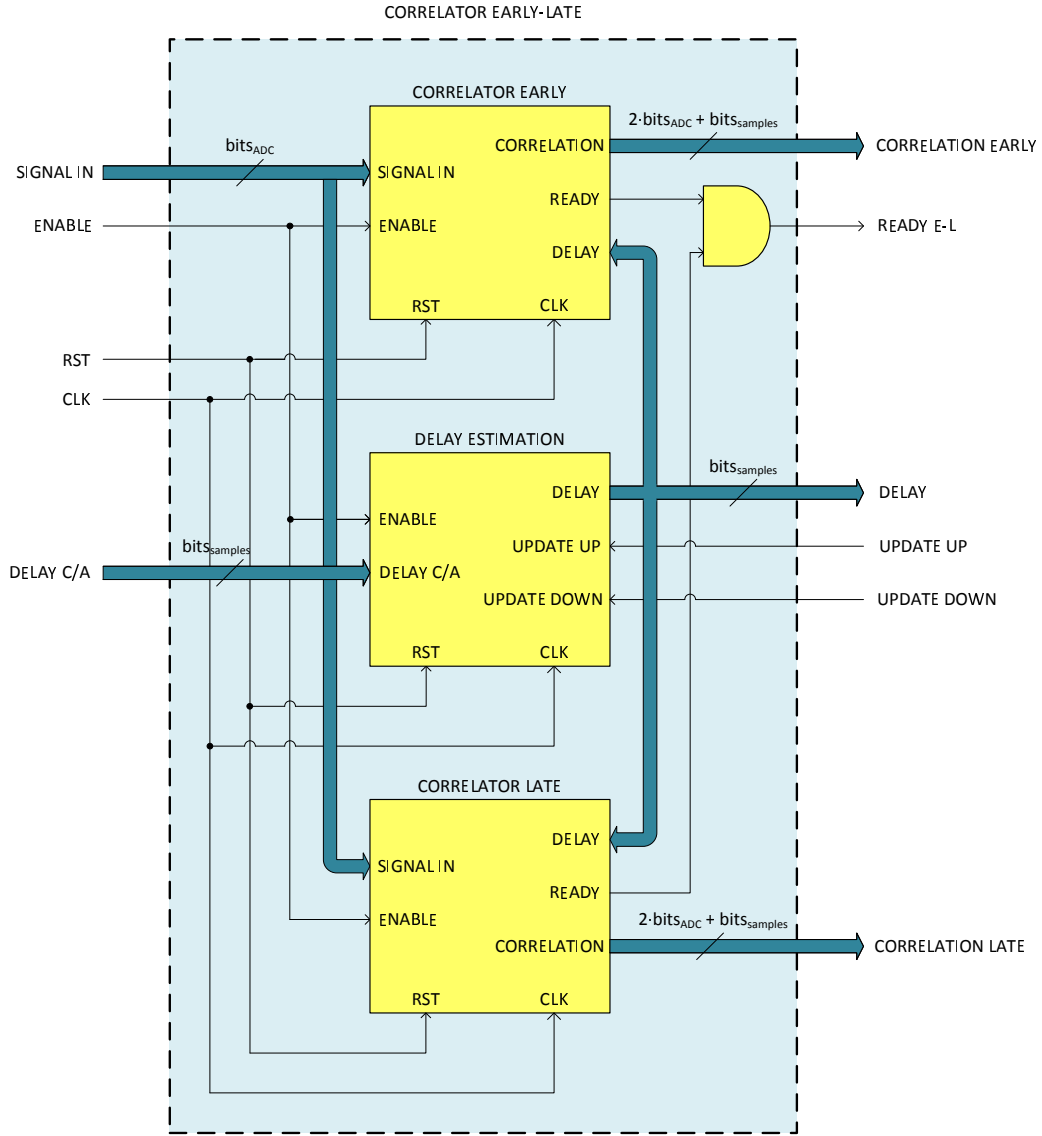 CORRELATOR EARLY-LATE
CORRELATOR EARLY
2·bitsADC + bitssamples
bitsADC
CORRELATION
CORRELATION EARLY
SIGNAL IN
SIGNAL IN
READY
ENABLE
ENABLE
READY E-L
DELAY
RST
CLK
RST
CLK
DELAY ESTIMATION
bitssamples
DELAY
DELAY
ENABLE
UPDATE UP
UPDATE UP
bitssamples
DELAY C/A
DELAY C/A
UPDATE DOWN
UPDATE DOWN
RST
CLK
CORRELATOR LATE
DELAY
SIGNAL IN
READY
ENABLE
2·bitsADC + bitssamples
CORRELATION
CORRELATION LATE
RST
CLK